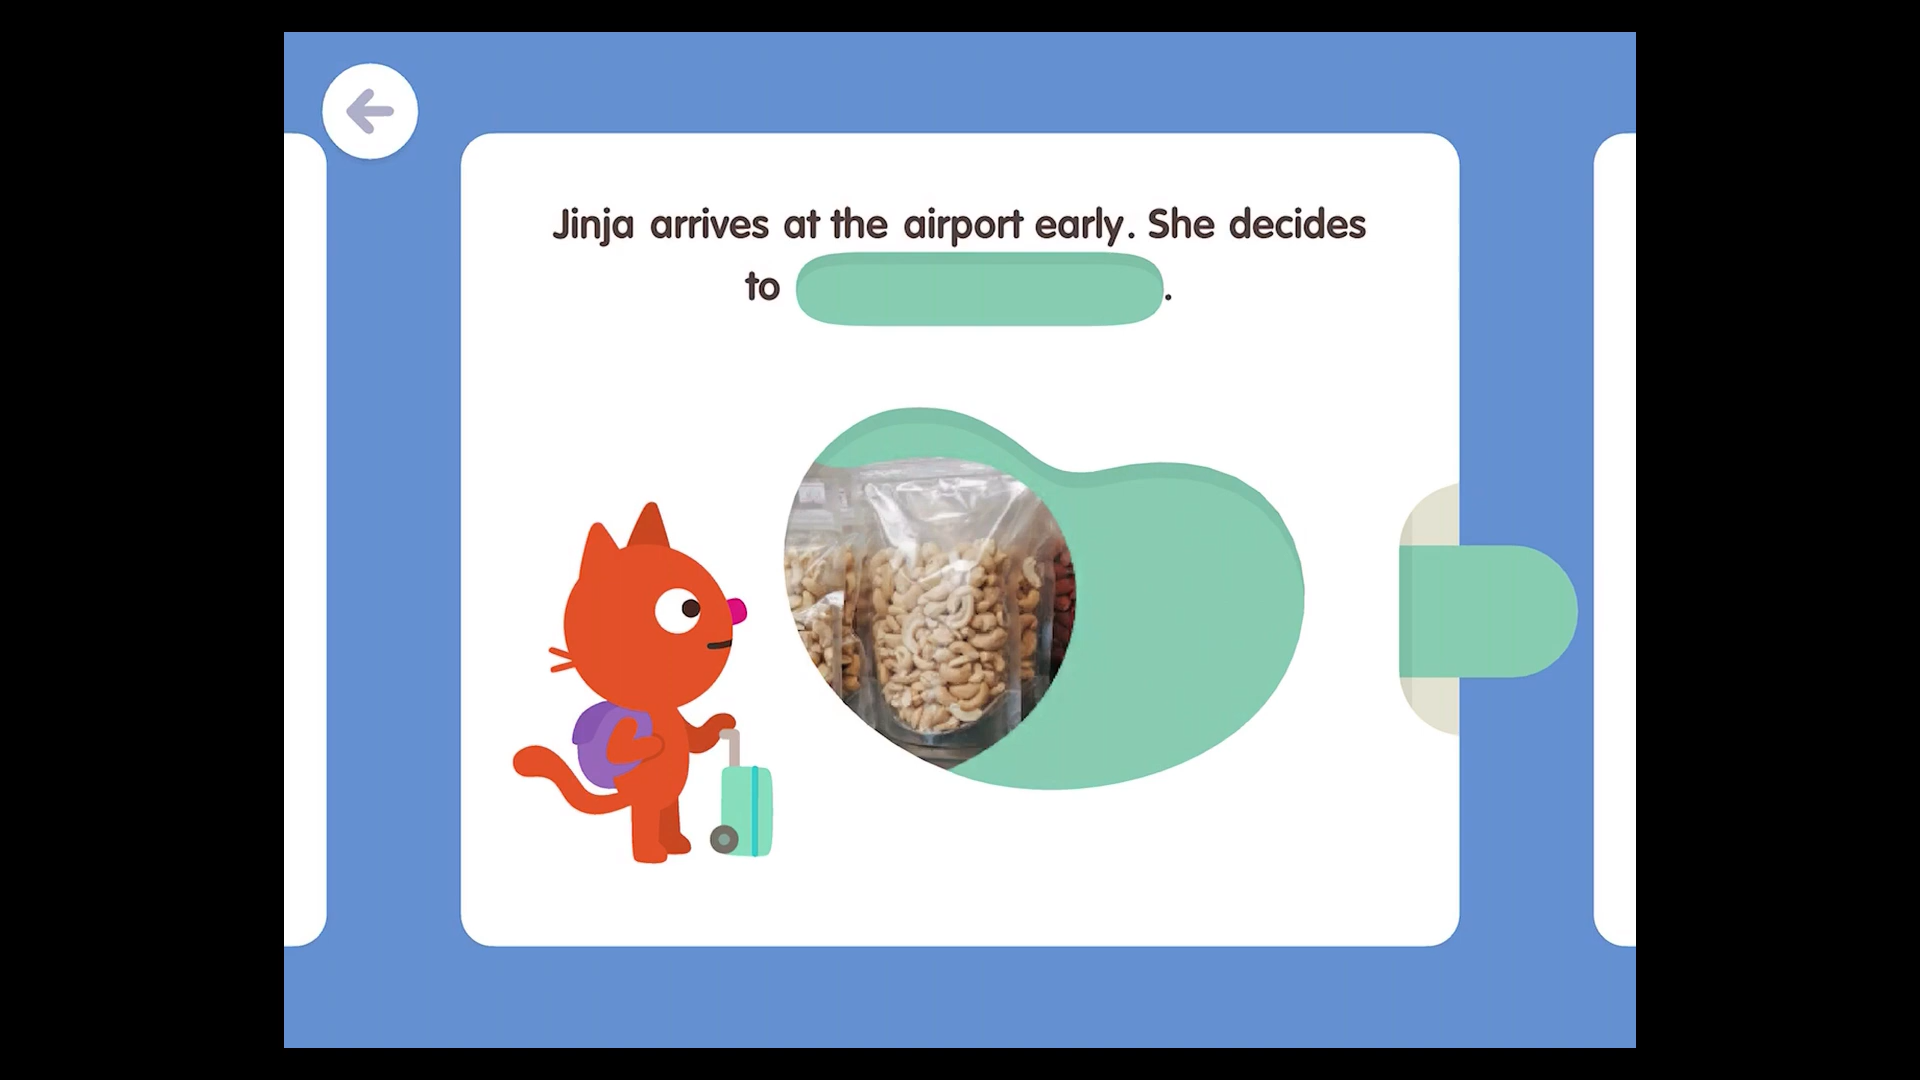 Jinja arrives at the airport early. She decides
to .